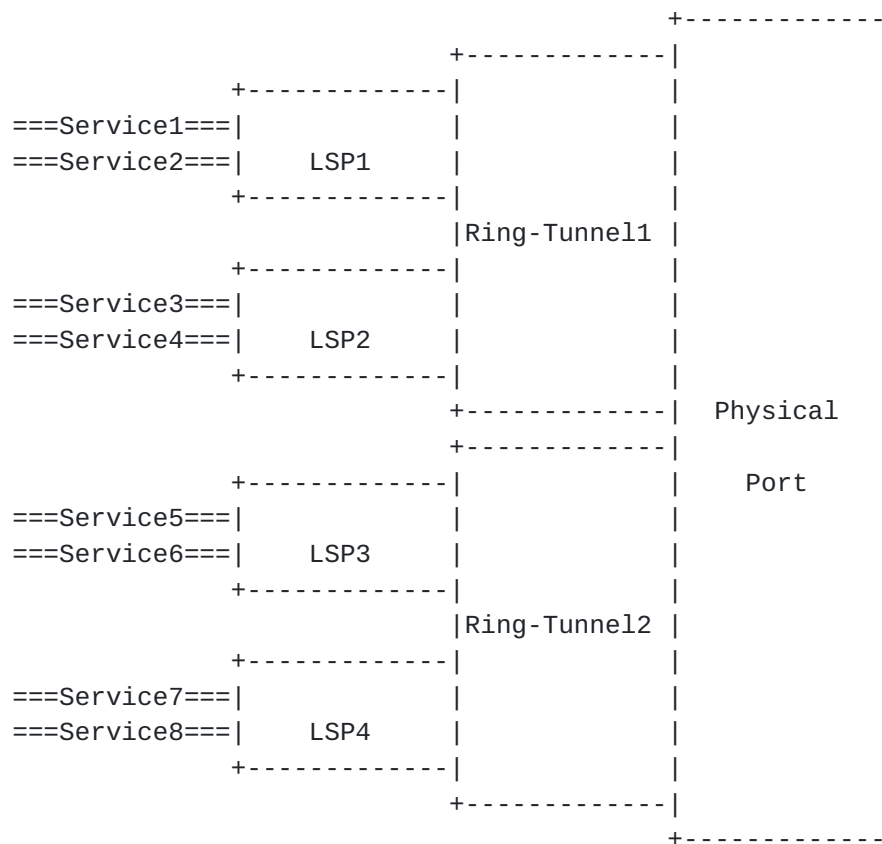 ===Service1===|
===Service2===| LSP1
Ring-Tunnel1
===Service3===|
===Service4===| LSP2
Physical
Port
===Service5===|
===Service6===| LSP3
Ring-Tunnel2
===Service7===|
===Service8===| LSP4